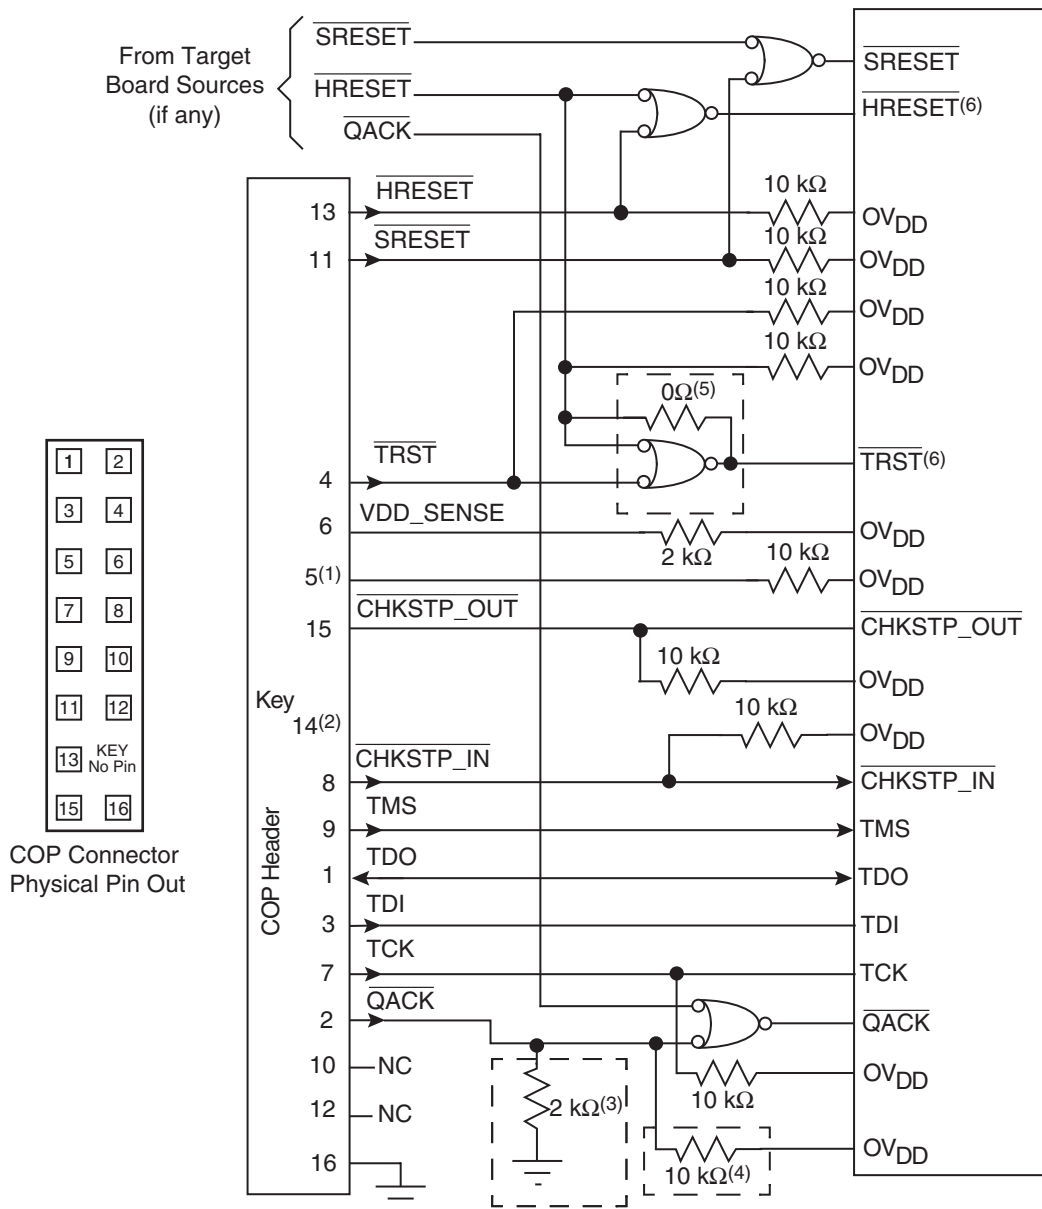 From Target
Board Sources
(if any)
SRESET
HRESET
QACK
SRESET
HRESET(6)
13
HRESET
10 kΩ
OVDD
11
SRESET
10 kΩ
OVDD
10 kΩ
OVDD
10 kΩ
OVDD
0Ω(5)
4
TRST
TRST(6)
6
VDD_SENSE
2 kΩ
OVDD
5(1)
10 kΩ
OVDD
15
CHKSTP_OUT
CHKSTP_OUT
10 kΩ
OVDD
Key
14(2)
10 kΩ
OVDD
8
CHKSTP_IN
CHKSTP_IN
9
TMS
TMS
1
TDO
TDO
3
TDI
TDI
7
TCK
TCK
2
QACK
QACK
10
NC
10 kΩ
OVDD
12
NC
2 kΩ(3)
16
10 kΩ(4)
OVDD
COP Header
1 2
3 4
5 6
7 8
9 10
11 12
13 KEY
No Pin
15 16
COP Connector
Physical Pin Out